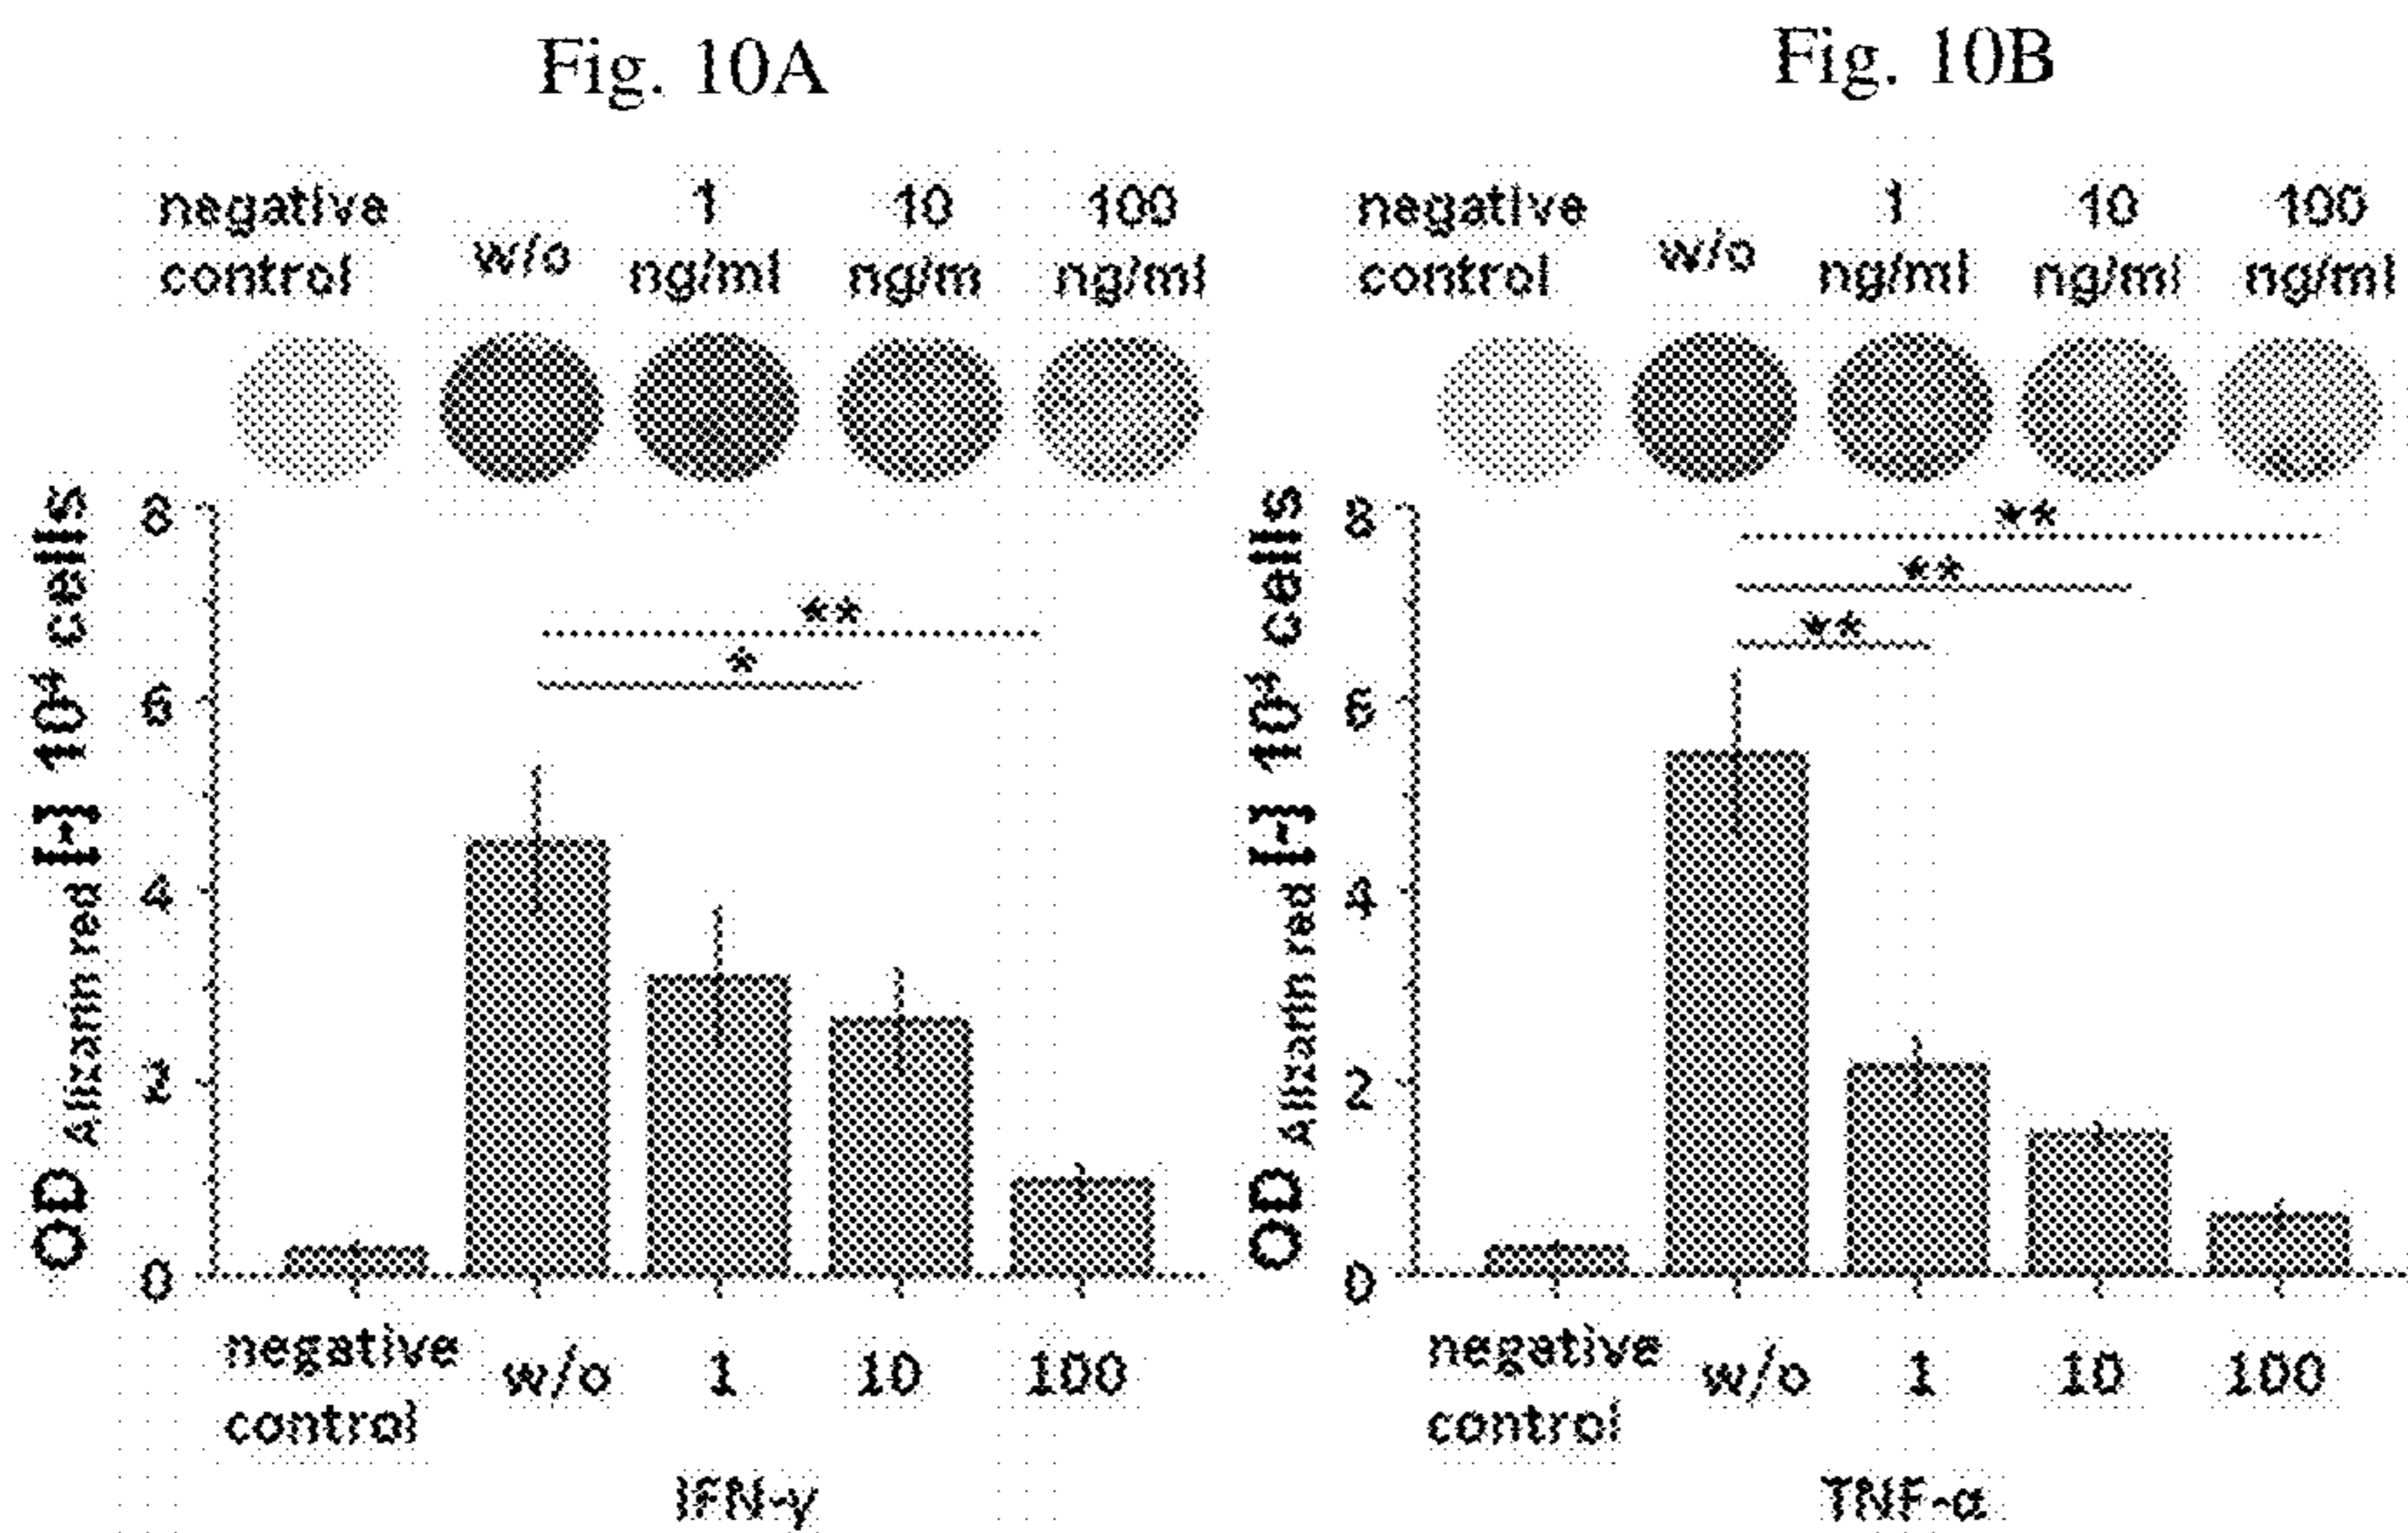 Fig. 10A
negative control
w/o
1 ng/ml
10 ng/m
100 ng/ml
8
6
4
2
0
OD Alizarin red [-] 10⁴ cells
**
*
negative control
w/o
1
10
100
IFN-γ
Fig. 10B
negative control
w/o
1 ng/ml
10 ng/ml
100 ng/ml
8
6
4
2
0
OD Alizarin red [-] cells
**
**
**
negative control
w/o
1
10
100
TNF-α